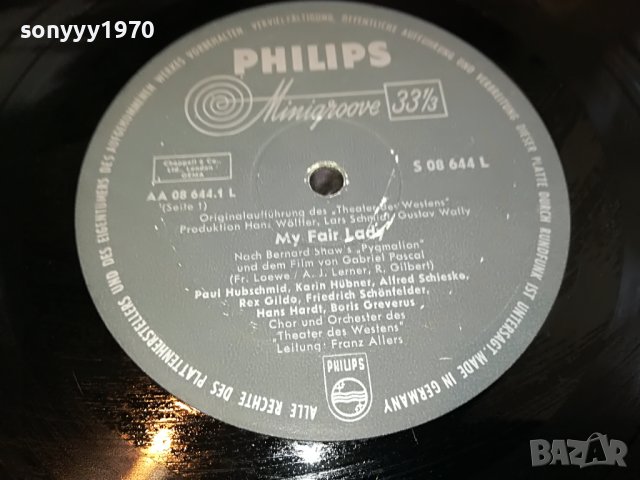 sonyyy1970
ALLE RECHTE DES PLATTENHERSTELLERS UND DES EIGENTÜMERS DES AUFGENOMMENEN WERKES VORBEHALTEN. VERVIELFÄLTIGUNG, ÖFFENTLICHE AUFFÜHRUNG UND VERBREITUNG DIESER PLATTE DURCH RUNDFUNK IST UNTERSAGT. MADE IN GERMANY
PHILIPS
Minigroove 33 1/3
Chappell & Co.,
Ltd. London
GEMA
AA 08 644.1 L
S 08 644 L
(Seite 1)
Originalaufführung des „Theater des Westens"
Produktion Hans Wölffer, Lars Schmidt, Gustav Wally
My Fair Lady
Nach Bernard Shaw's „Pygmalion"
und dem Film von Gabriel Pascal
(Fr. Loewe / A. J. Lerner, R. Gilbert)
Paul Hubschmid, Karin Hübner, Alfred Schieske,
Rex Gildo, Friedrich Schönfelder,
Hans Hardt, Boris Greverus
Chor und Orchester des
"Theater des Westens"
Leitung: Franz Allers
PHILIPS
BAZAR
bg